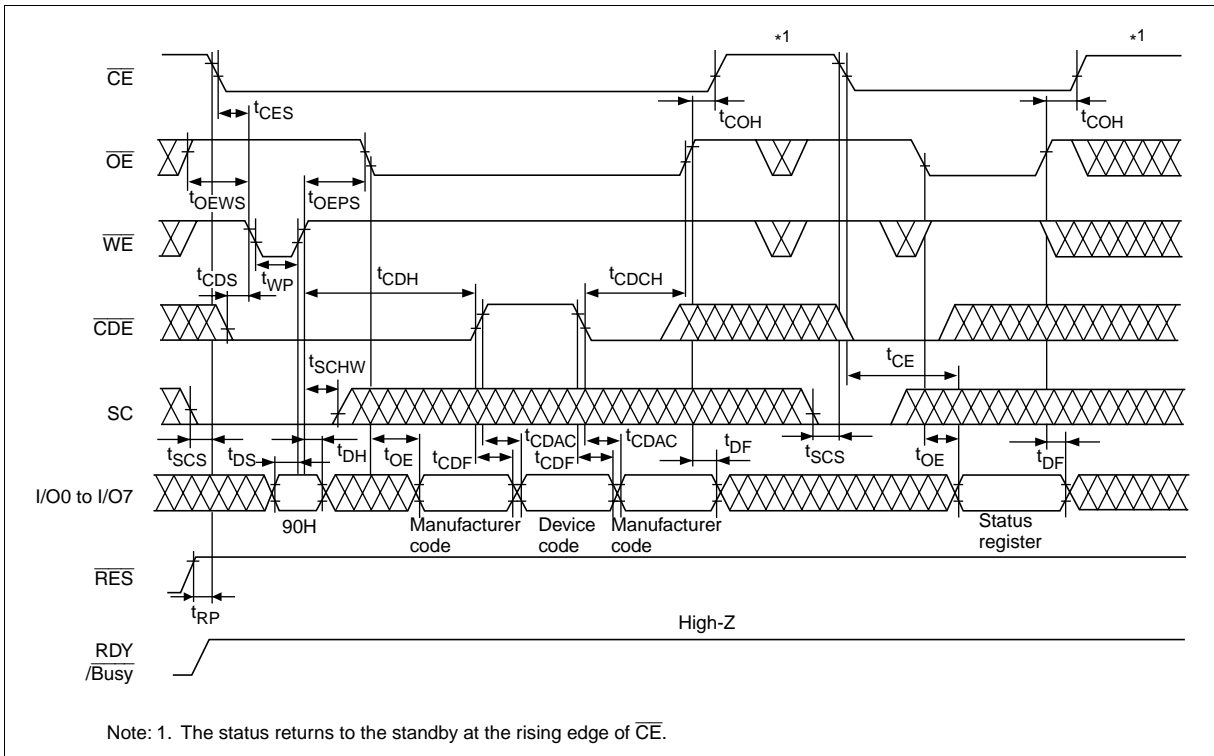 *1 *1
CE
tCES
tCOH tCOH
OE
tOEWS tOEPS
WE
tCDS tWP tCDH tCDCH
CDE
tSCHW tCE
SC
tSCS tDS tDH tOE tCDAC tCDAC tDF tSCS tOE tDF
tCDF tCDF
I/O0 to I/O7
90H Manufacturer code Device code Manufacturer code Status register
RES
tRP
High-Z
RDY
/Busy
Note: 1. The status returns to the standby at the rising edge of CE.